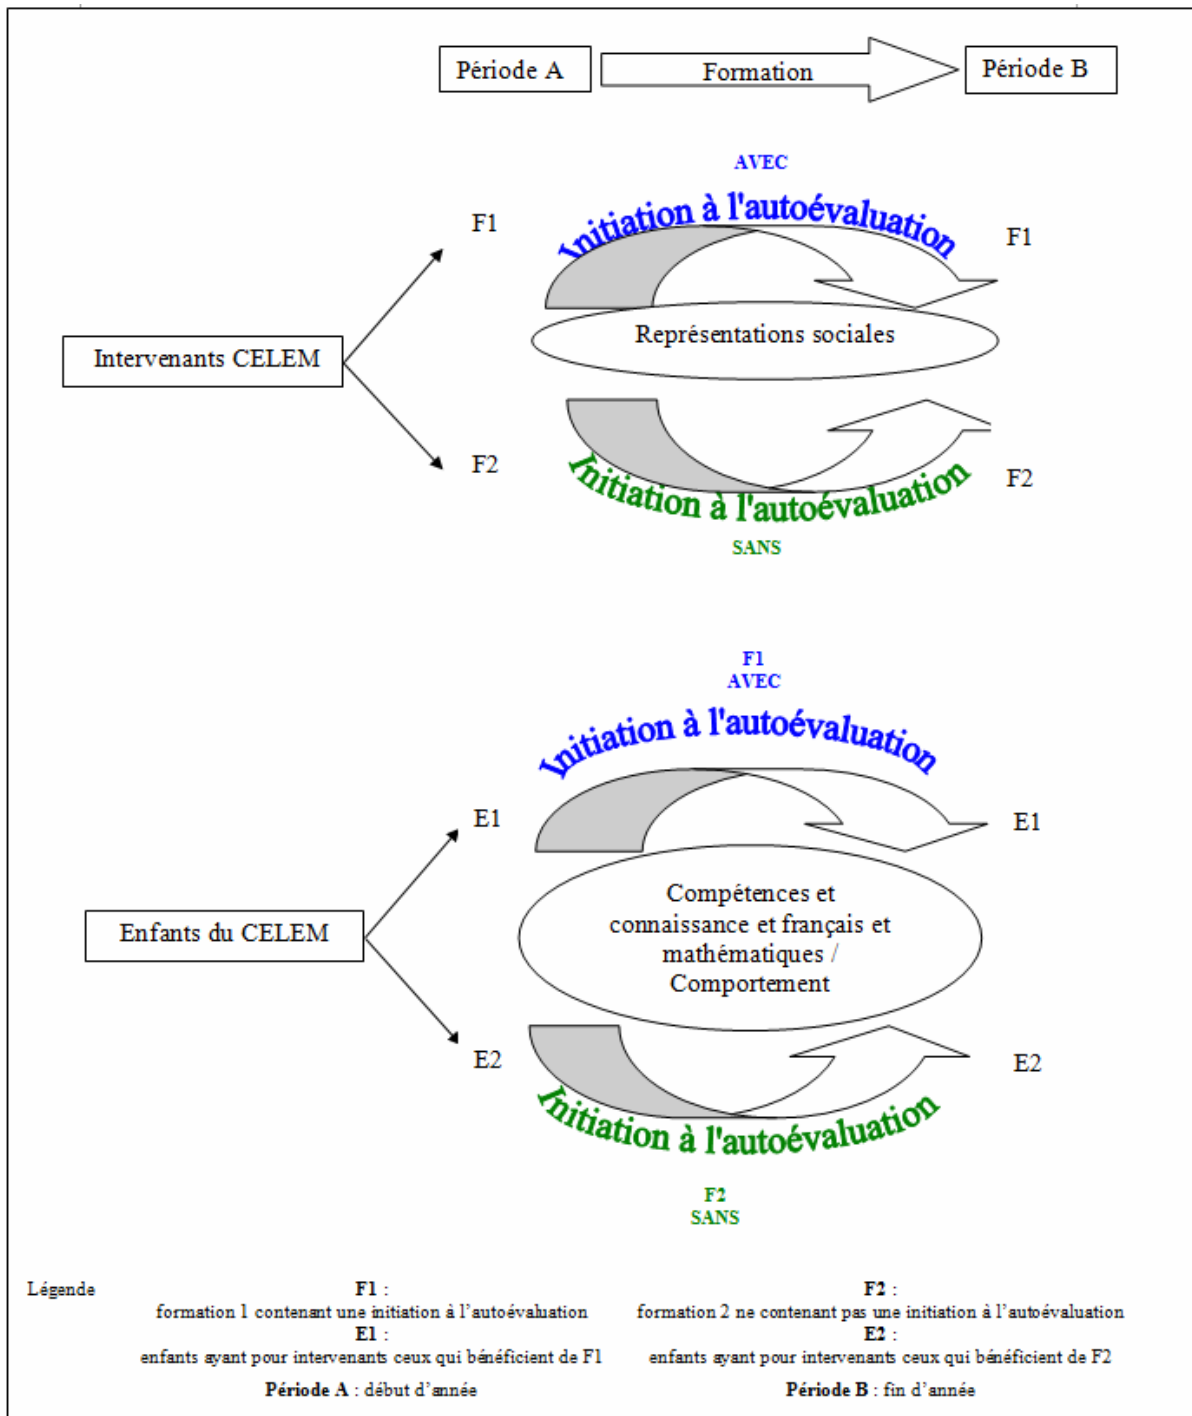 Période A
Formation
Période B
AVEC
Initiation à l'autoévaluation
F1
F1
Représentations sociales
Intervenants CELEM
F2
F2
Initiation à l'autoévaluation
SANS
F1
AVEC
Initiation à l'autoévaluation
E1
E1
Compétences et
connaissance et français et
mathématiques /
Comportement
Enfants du CELEM
E2
E2
Initiation à l'autoévaluation
F2
SANS
Légende
F1 :
formation 1 contenant une initiation à l’autoévaluation
E1 :
enfants ayant pour intervenants ceux qui bénéficient de F1
Période A : début d’année
F2 :
formation 2 ne contenant pas une initiation à l’autoévaluation
E2 :
enfants ayant pour intervenants ceux qui bénéficient de F2
Période B : fin d’année